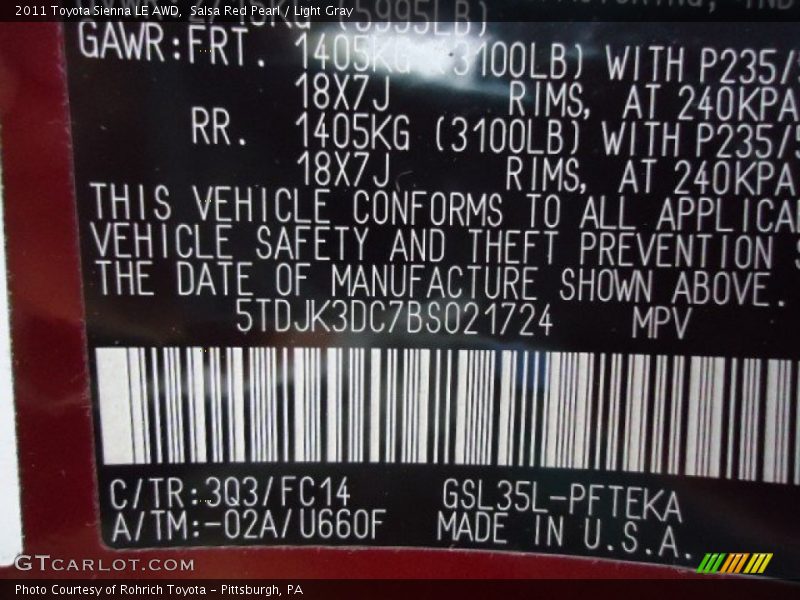 2011 Toyota Sienna LE AWD,  Salsa Red Pearl / Light Gray
(5995LB)
GAWR:FRT. 1405KG (3100LB) WITH P235/
18X7J RIMS, AT 240KPA
RR. 1405KG (3100LB) WITH P235/
18X7J RIMS, AT 240KPA
THIS VEHICLE CONFORMS TO ALL
VEHICLE SAFETY AND THEFT PREVENTION
THE DATE OF MANUFACTURE SHOWN ABOVE.
5TDJK3DC7BS021724 MPV
C/TR:3Q3/FC14 GSL35L-PFTEKA
A/TM:-02A/U660F MADE IN U.S.A.
GTCARLOT.COM
Photo Courtesy of Rohrich Toyota - Pittsburgh, PA